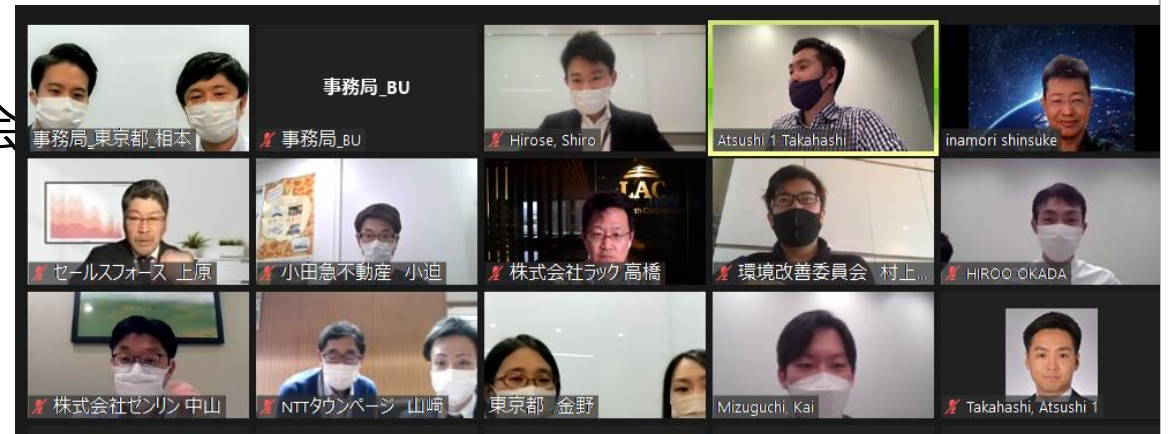 会
事務局_東京都_相本
事務局_BU
事務局_BU
Hirose, Shiro
Atsushi 1 Takahashi
inamori shinsuke
セールスフォース 上原
小田急不動産 小迫
LAC
株式会社ラック 高橋
環境改善委員会 村上...
HIROO OKADA
株式会社ゼンリン 中山
NTTタウンページ 山﨑
東京都 金野
Mizuguchi, Kai
Takahashi, Atsushi 1